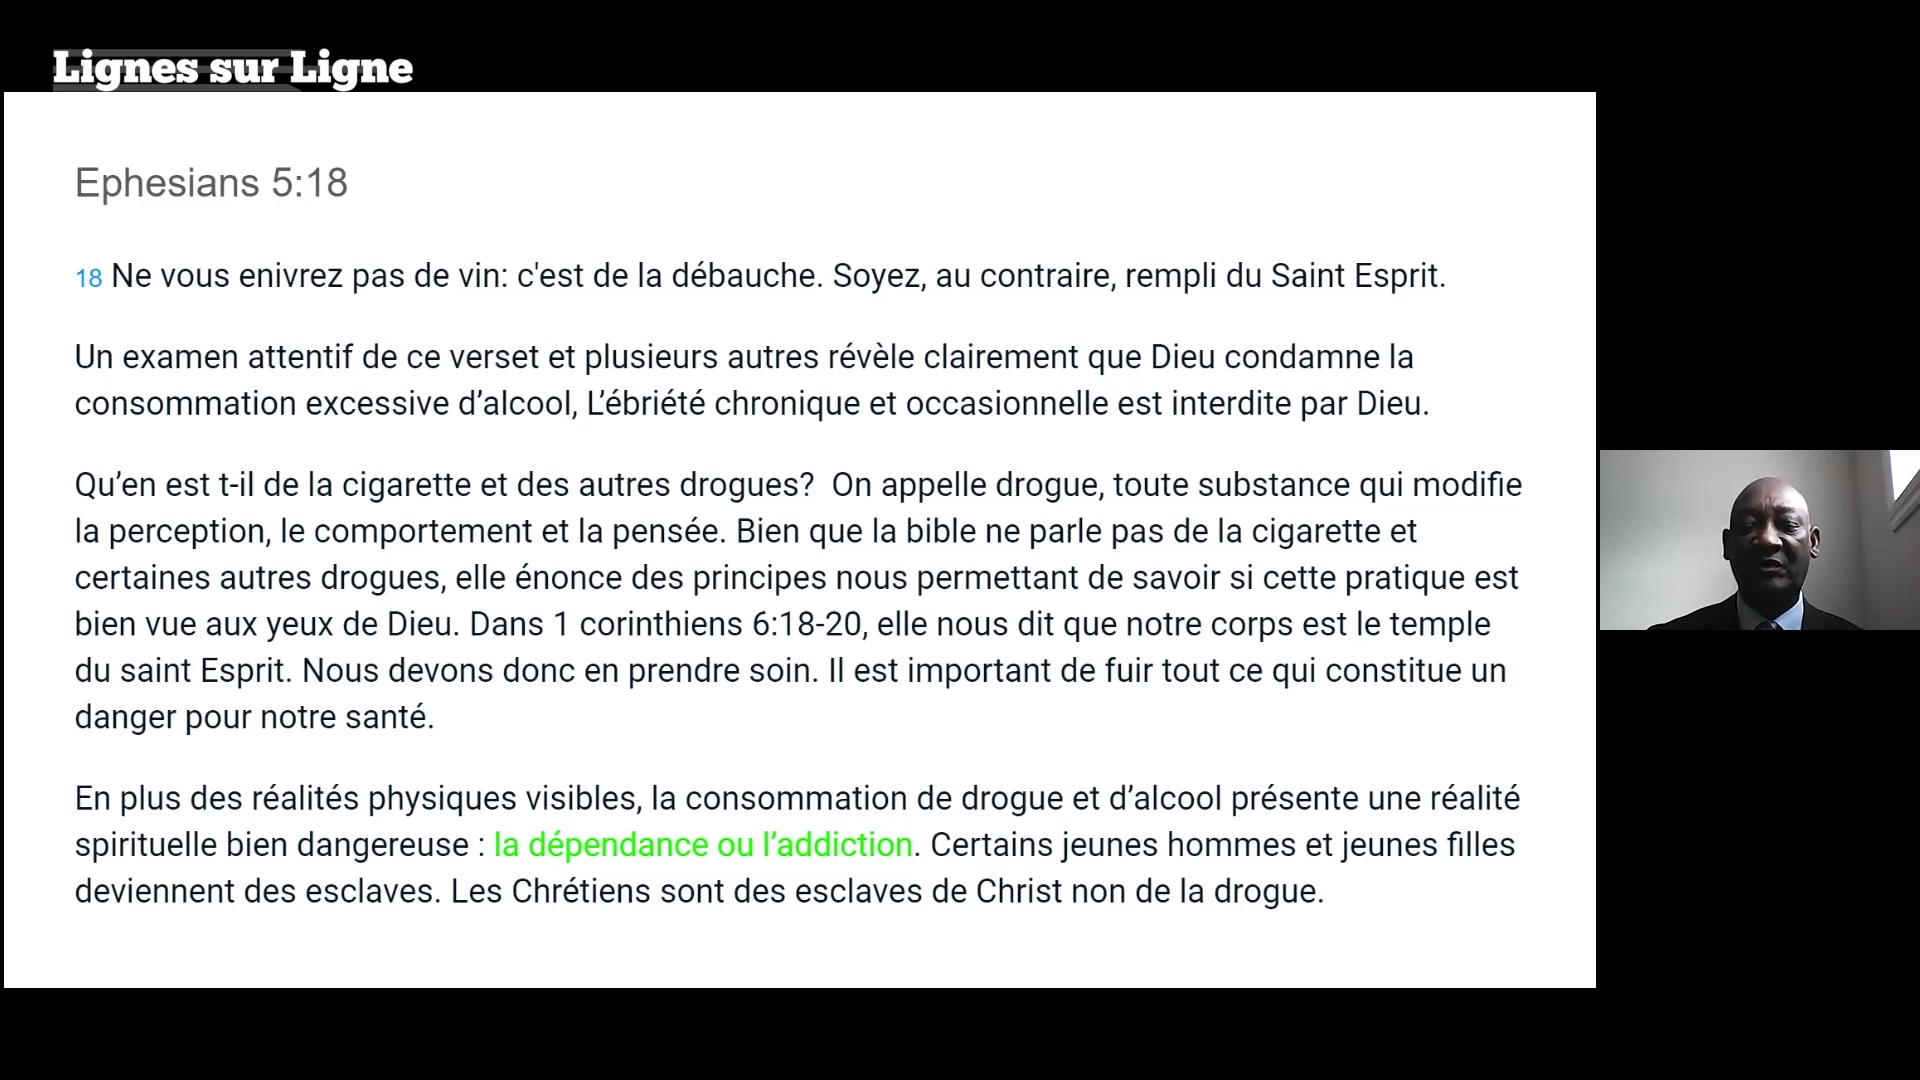 Lignes sur Ligne
Ephesians 5:18
18 Ne vous enivrez pas de vin: c'est de la débauche. Soyez, au contraire, rempli du Saint Esprit.
Un examen attentif de ce verset et plusieurs autres révèle clairement que Dieu condamne la
consommation excessive d’alcool, L’ébriété chronique et occasionnelle est interdite par Dieu.
Qu’en est t-il de la cigarette et des autres drogues?  On appelle drogue, toute substance qui modifie
la perception, le comportement et la pensée. Bien que la bible ne parle pas de la cigarette et
certaines autres drogues, elle énonce des principes nous permettant de savoir si cette pratique est
bien vue aux yeux de Dieu. Dans 1 corinthiens 6:18-20, elle nous dit que notre corps est le temple
du saint Esprit. Nous devons donc en prendre soin. Il est important de fuir tout ce qui constitue un
danger pour notre santé.
En plus des réalités physiques visibles, la consommation de drogue et d’alcool présente une réalité
spirituelle bien dangereuse : la dépendance ou l’addiction. Certains jeunes hommes et jeunes filles
deviennent des esclaves. Les Chrétiens sont des esclaves de Christ non de la drogue.